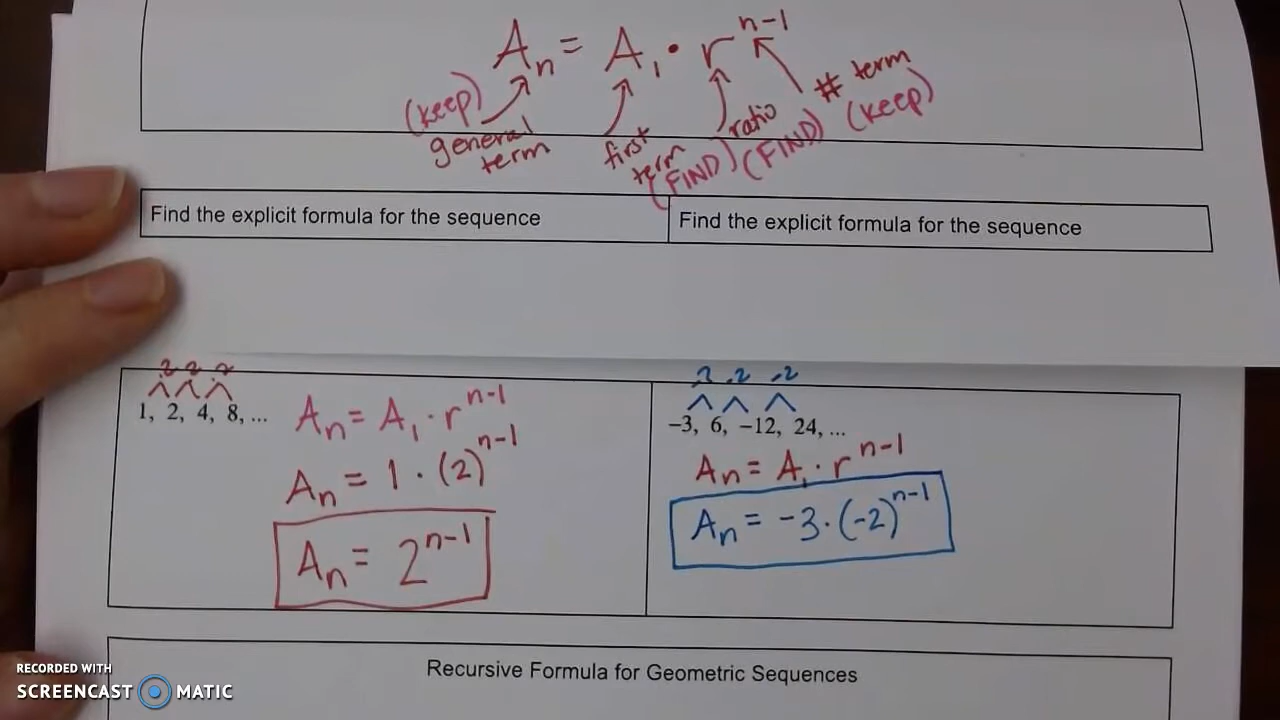 Aₙ = A₁ · r^(n-1)
(keep)
general term
first term
(FIND)
ratio
(FIND)
# term
(keep)
Find the explicit formula for the sequence
Find the explicit formula for the sequence
·2 ·2 ·2
1, 2, 4, 8, ...
Aₙ = A₁ · r^(n-1)
Aₙ = 1 · (2)^(n-1)
Aₙ = 2^(n-1)
-3, 6, -12, 24, ...
Aₙ = A₁ · r^(n-1)
Aₙ = -3 · (-2)^(n-1)
Recursive Formula for Geometric Sequences
RECORDED WITH
SCREENCAST MATIC